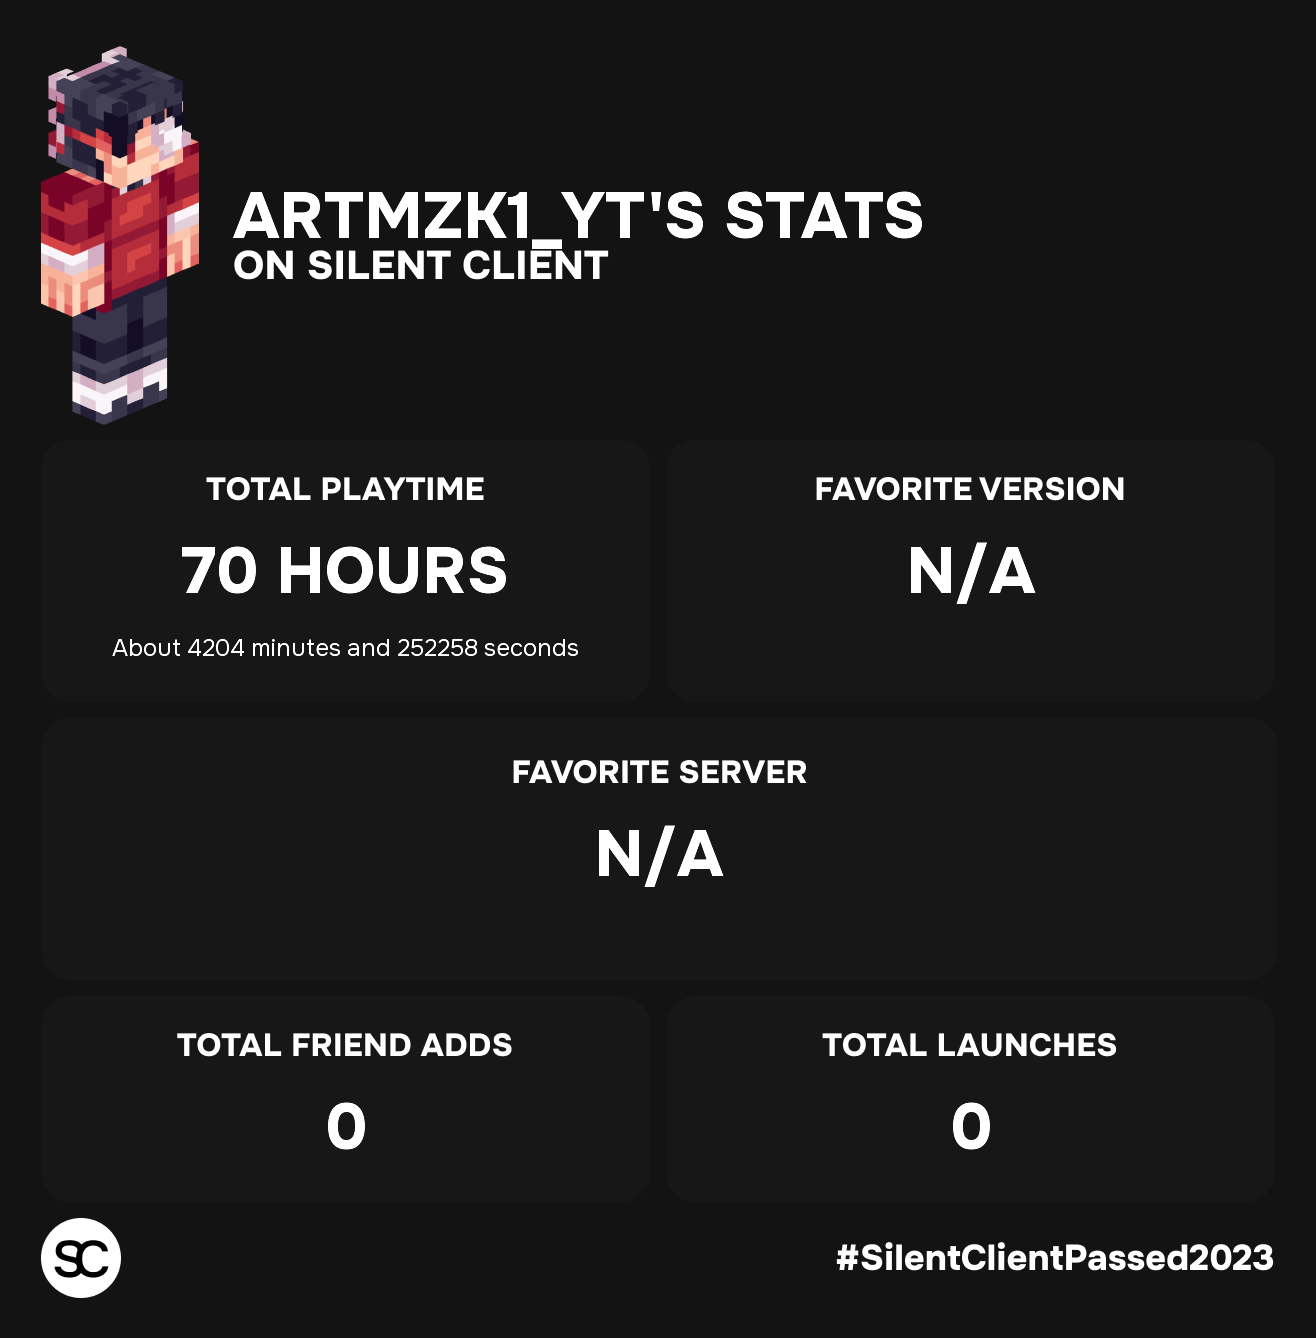 ARTMZK1_YT'S STATS
ON SILENT CLIENT
TOTAL PLAYTIME
70 HOURS
About 4204 minutes and 252258 seconds
FAVORITE VERSION
N/A
FAVORITE SERVER
N/A
TOTAL FRIEND ADDS
0
TOTAL LAUNCHES
0
SC
#SilentClientPassed2023